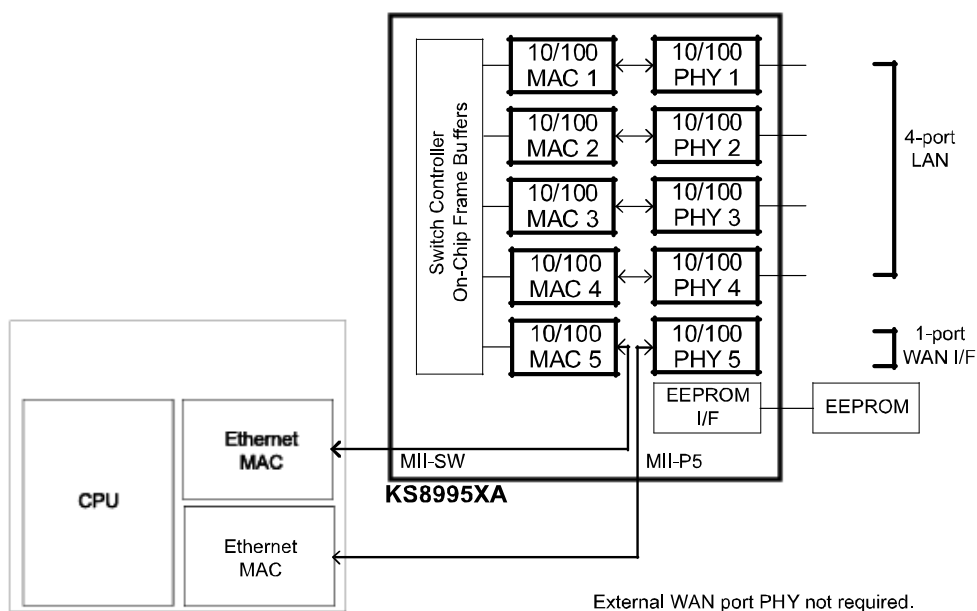 10/100
MAC 1
10/100
PHY 1
10/100
MAC 2
10/100
PHY 2
10/100
MAC 3
10/100
PHY 3
10/100
MAC 4
10/100
PHY 4
10/100
MAC 5
10/100
PHY 5
Switch Controller
On-Chip Frame Buffers
4-port
LAN
1-port
WAN I/F
EEPROM
I/F
EEPROM
CPU
Ethernet
MAC
Ethernet
MAC
MII-SW
MII-P5
KS8995XA
External WAN port PHY not required.